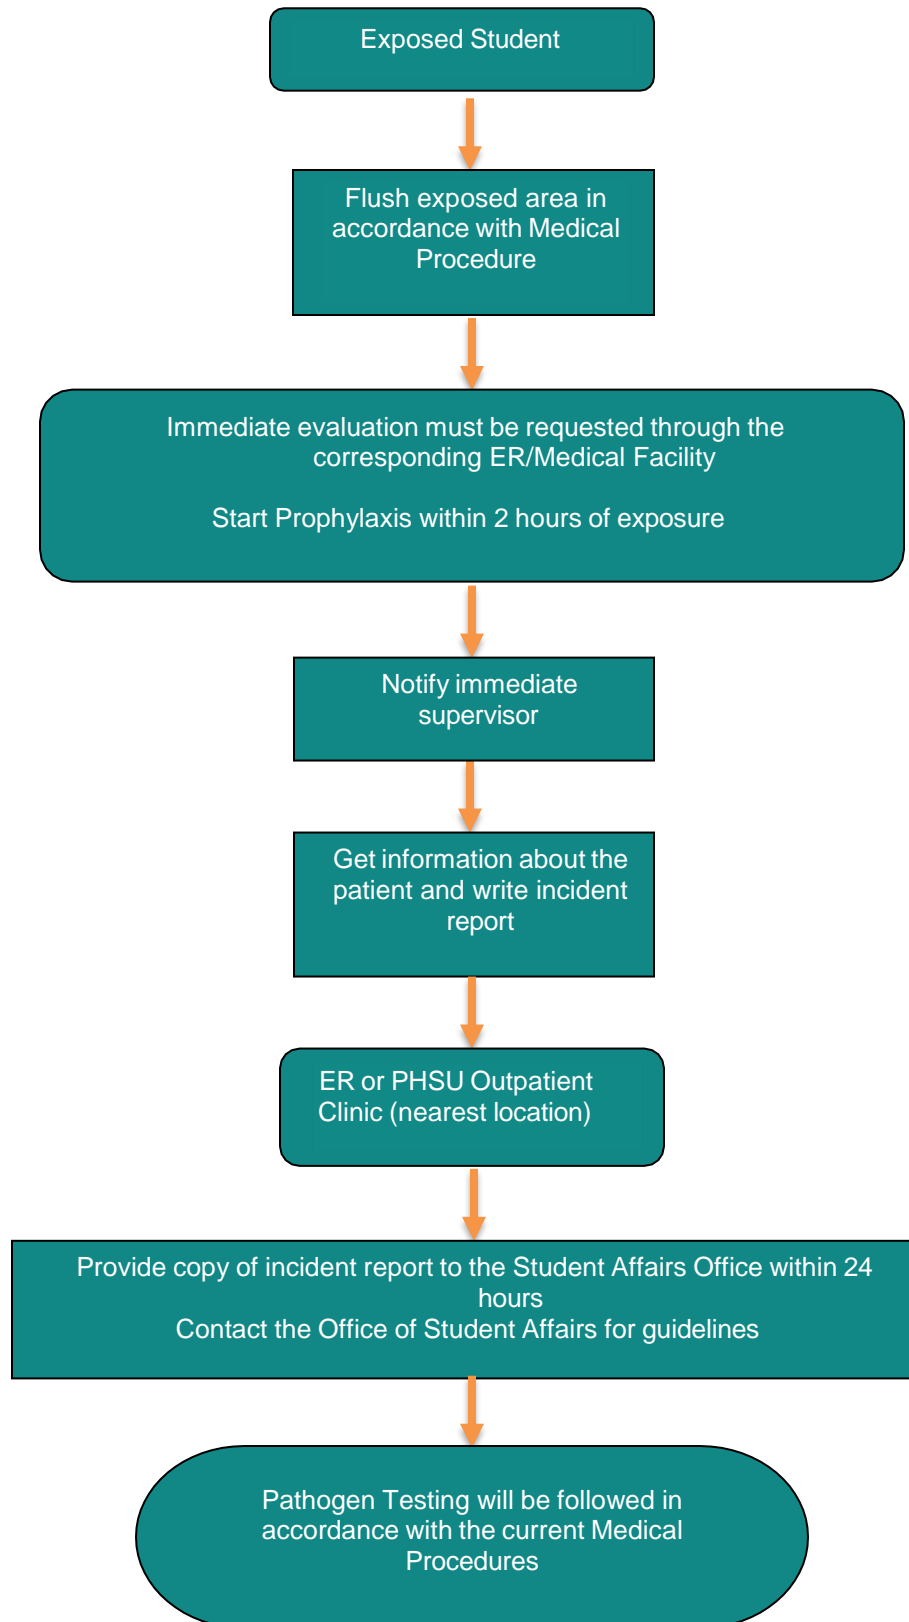 Exposed Student
Flush exposed area in
accordance with Medical
Procedure
Immediate evaluation must be requested through the
corresponding ER/Medical Facility
Start Prophylaxis within 2 hours of exposure
Notify immediate
supervisor
Get information about the
patient and write incident
report
ER or PHSU Outpatient
Clinic (nearest location)
Provide copy of incident report to the Student Affairs Office within 24
hours
Contact the Office of Student Affairs for guidelines
Pathogen Testing will be followed in
accordance with the current Medical
Procedures